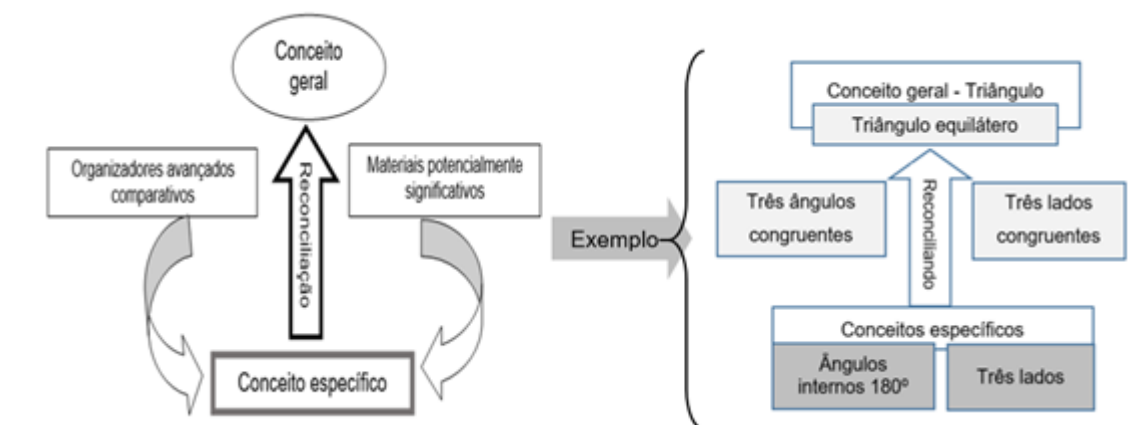 Conceito
geral
Organizadores avançados
comparativos
Reconciliação
Materiais potencialmente
significativos
Conceito específico
Exemplo
Conceito geral - Triângulo
Triângulo equilátero
Três ângulos
congruentes
Reconciliando
Três lados
congruentes
Conceitos específicos
Ângulos
internos 180º
Três lados